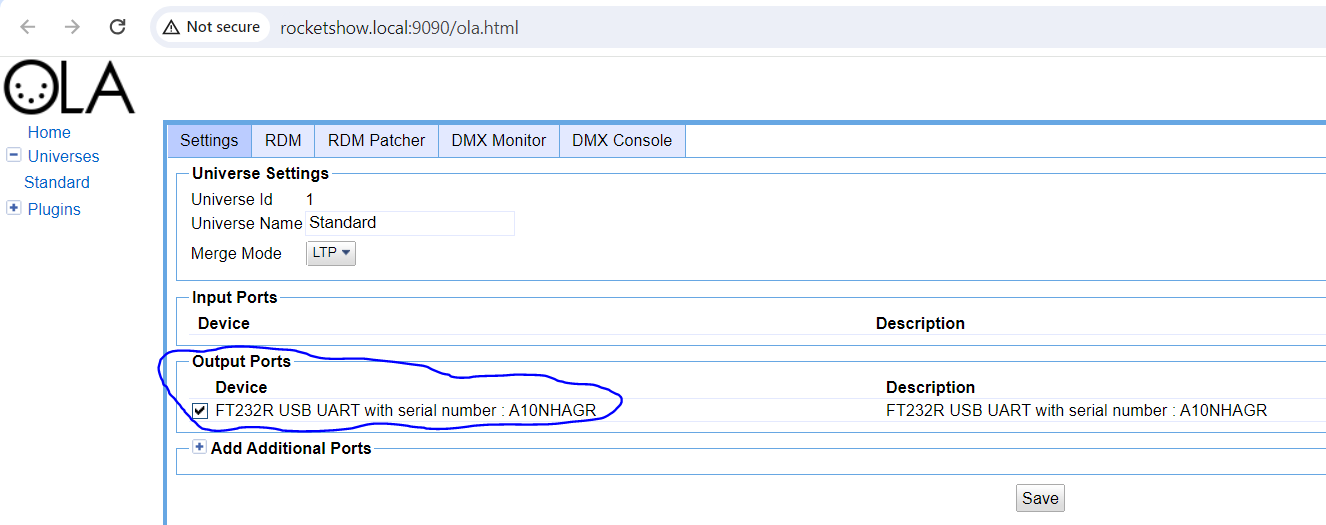 Not secure rocketshow.local:9090/ola.html
OLA
Home
Universes
Standard
Plugins
Settings RDM RDM Patcher DMX Monitor DMX Console
Universe Settings
Universe Id 1
Universe Name Standard
Merge Mode LTP
Input Ports
Device Description
Output Ports
Device Description
FT232R USB UART with serial number : A10NHAGR FT232R USB UART with serial number : A10NHAGR
Add Additional Ports
Save